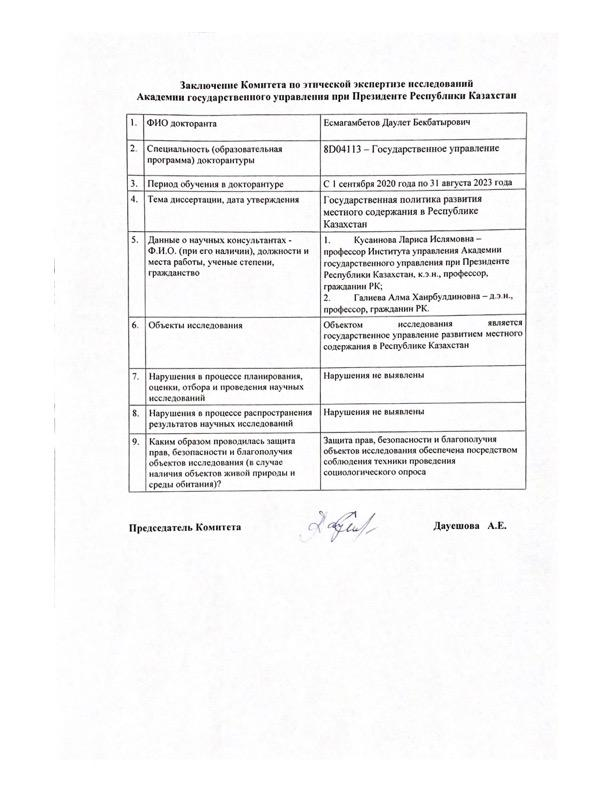 Заключение Комитета по этической экспертизе исследований
Академии государственного управления при Президенте Республики Казахстан
1. ФИО докторанта
Есмагамбетов Даулет Бекбатырович
2. Специальность (образовательная
программа) докторантуры
8D04113 – Государственное управление
3. Период обучения в докторантуре
С 1 сентября 2020 года по 31 августа 2023 года
4. Тема диссертации, дата утверждения
Государственная политика развития
местного содержания в Республике
Казахстан
5. Данные о научных консультантах -
Ф.И.О. (при его наличии), должности и
места работы, ученые степени,
гражданство
1. Кусаинова Лариса Ислямовна –
профессор Института управления Академии
государственного управления при Президенте
Республики Казахстан, к.э.н., профессор,
гражданин РК;
2. Галиева Алма Хаирбулдиновна – д.э.н.,
профессор, гражданин РК.
6. Объекты исследования
Объектом исследования является
государственное управление развитием местного
содержания в Республике Казахстан
7. Нарушения в процессе планирования,
оценки, отбора и проведения научных
исследований
Нарушения не выявлены
8. Нарушения в процессе распространения
результатов научных исследований
Нарушения не выявлены
9. Каким образом проводилась защита
прав, безопасности и благополучия
объектов исследования (в случае
наличия объектов живой природы и
среды обитания)?
Защита прав, безопасности и благополучия
объектов исследования обеспечена посредством
соблюдения техники проведения
социологического опроса
Председатель Комитета
Дауешова А.Е.